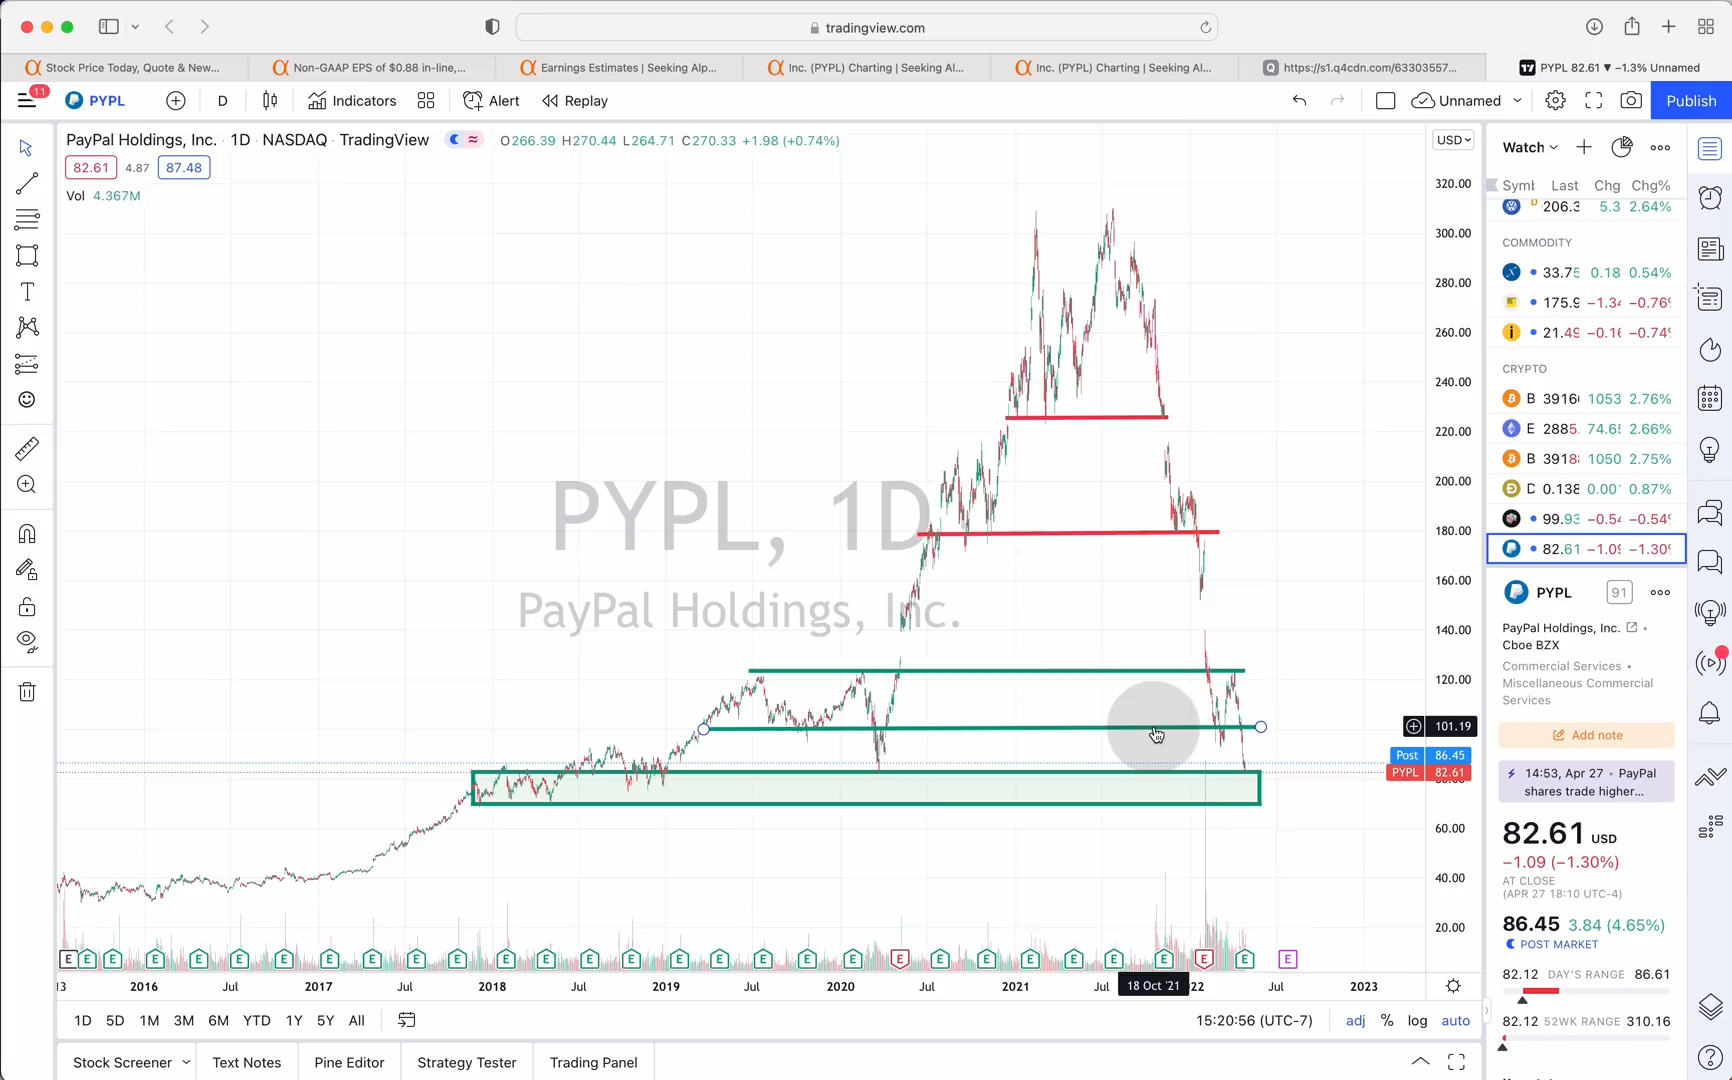 tradingview.com
Stock Price Today, Quote & New...
Non-GAAP EPS of $0.88 in-line,...
Earnings Estimates | Seeking Alp...
Inc. (PYPL) Charting | Seeking Al...
Inc. (PYPL) Charting | Seeking Al...
Q https://s1.q4cdn.com/63303557...
PYPL 82.61 ▼ −1.3% Unnamed
11
PYPL
D
Indicators
Alert
Replay
Unnamed
Publish
PayPal Holdings, Inc. · 1D · NASDAQ · TradingView
O266.39 H270.44 L264.71 C270.33 +1.98 (+0.74%)
USD
82.61 4.87 87.48
Vol 4.367M
320.00
300.00
280.00
260.00
240.00
220.00
200.00
180.00
160.00
140.00
120.00
101.19
Post 86.45
PYPL 82.61
60.00
40.00
20.00
PYPL, 1D
PayPal Holdings, Inc.
E E E E E E E E E E E E E E E E E E E E E E E E E E E E E E
13 2016 Jul 2017 Jul 2018 Jul 2019 Jul 2020 Jul 2021 Jul 18 Oct '21 22 Jul 2023
1D 5D 1M 3M 6M YTD 1Y 5Y All
15:20:56 (UTC-7)
adj % log auto
Stock Screener
Text Notes
Pine Editor
Strategy Tester
Trading Panel
Watch
Last Chg Chg%
206.3 5.3 2.64%
COMMODITY
33.75 0.18 0.54%
175.9 −1.34 −0.76
21.49 −0.16 −0.74
CRYPTO
B 3916 1053 2.76%
E 2885. 74.6 2.66%
B 3918 1050 2.75%
D 0.138 0.00 0.87%
99.93 −0.54 −0.54
82.61 −1.09 −1.30
PYPL
91
PayPal Holdings, Inc.
Cboe BZX
Commercial Services •
Miscellaneous Commercial
Services
Add note
14:53, Apr 27 • PayPal
shares trade higher...
82.61 USD
−1.09 (−1.30%)
AT CLOSE
(APR 27 18:10 UTC-4)
86.45 3.84 (4.65%)
POST MARKET
82.12 DAY'S RANGE 86.61
82.12 52WK RANGE 310.16